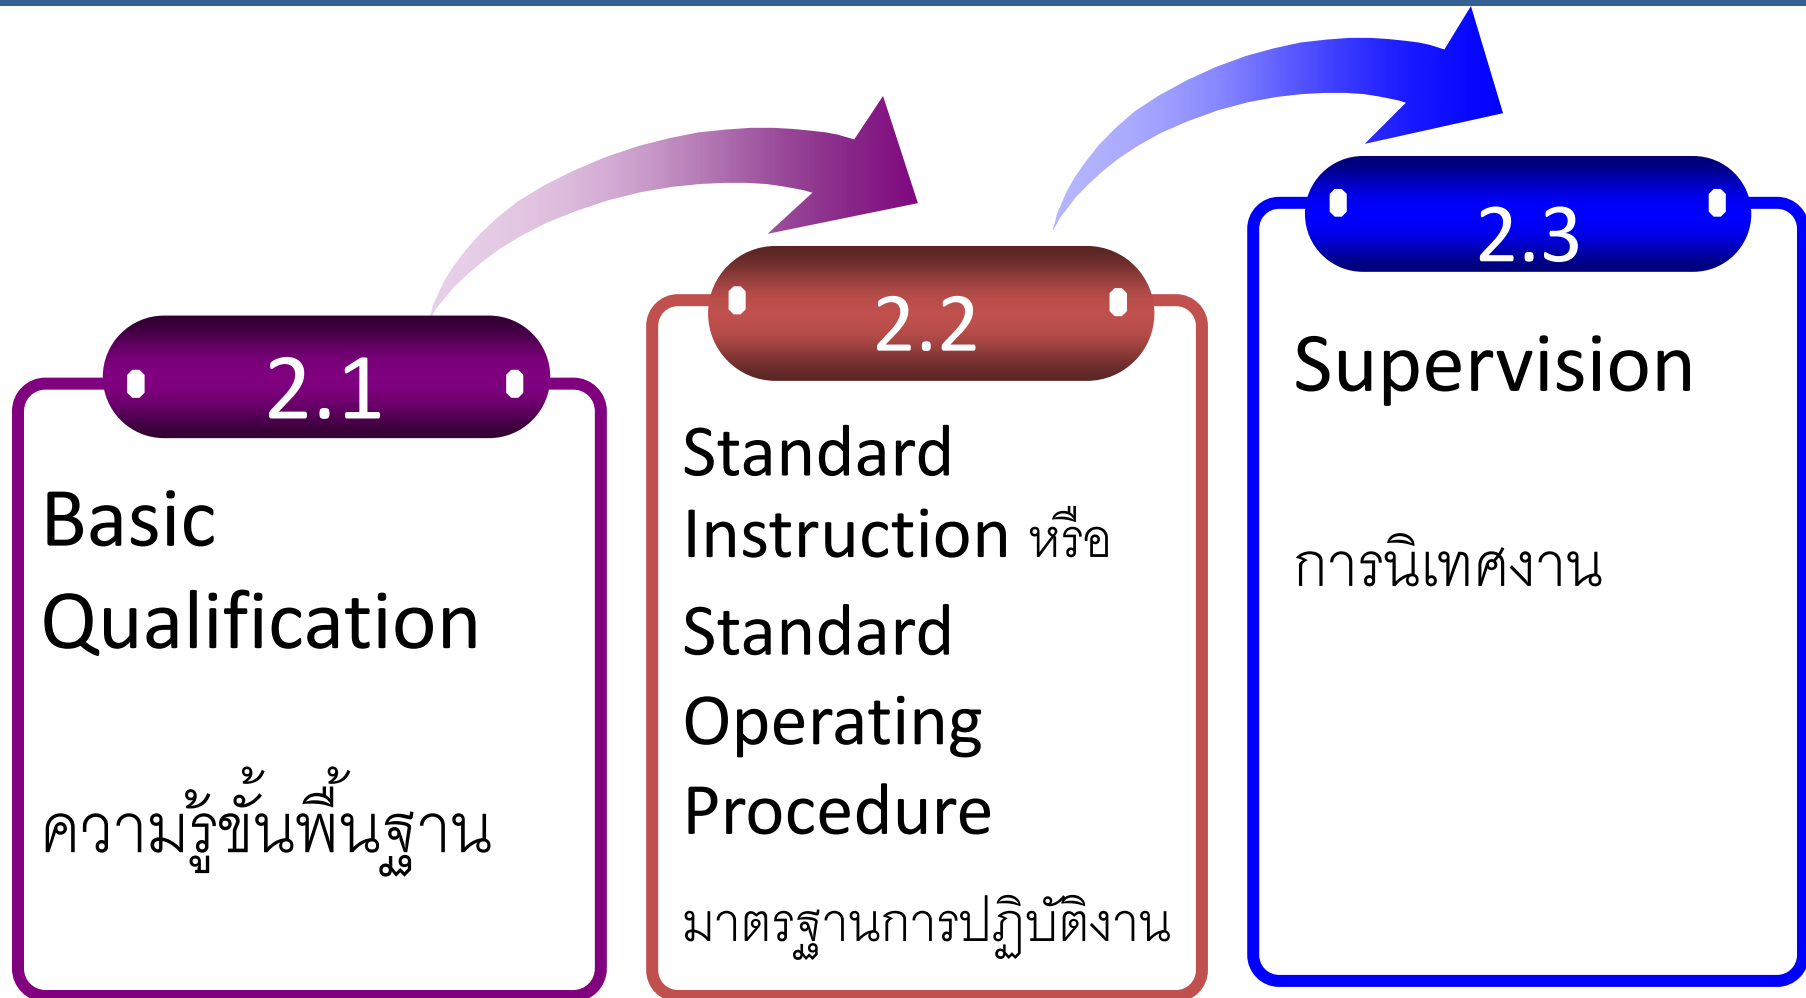 2.1
Basic
Qualification
ความรู้ขั้นพื้นฐาน
2.2
Standard
Instruction หรือ
Standard
Operating
Procedure
มาตรฐานการปฏิบัติงาน
2.3
Supervision
การนิเทศงาน